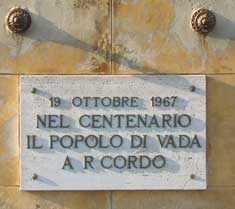 19 OTTOBRE 1967
NEL CENTENARIO
IL POPOLO DI VADA
A R CORDO